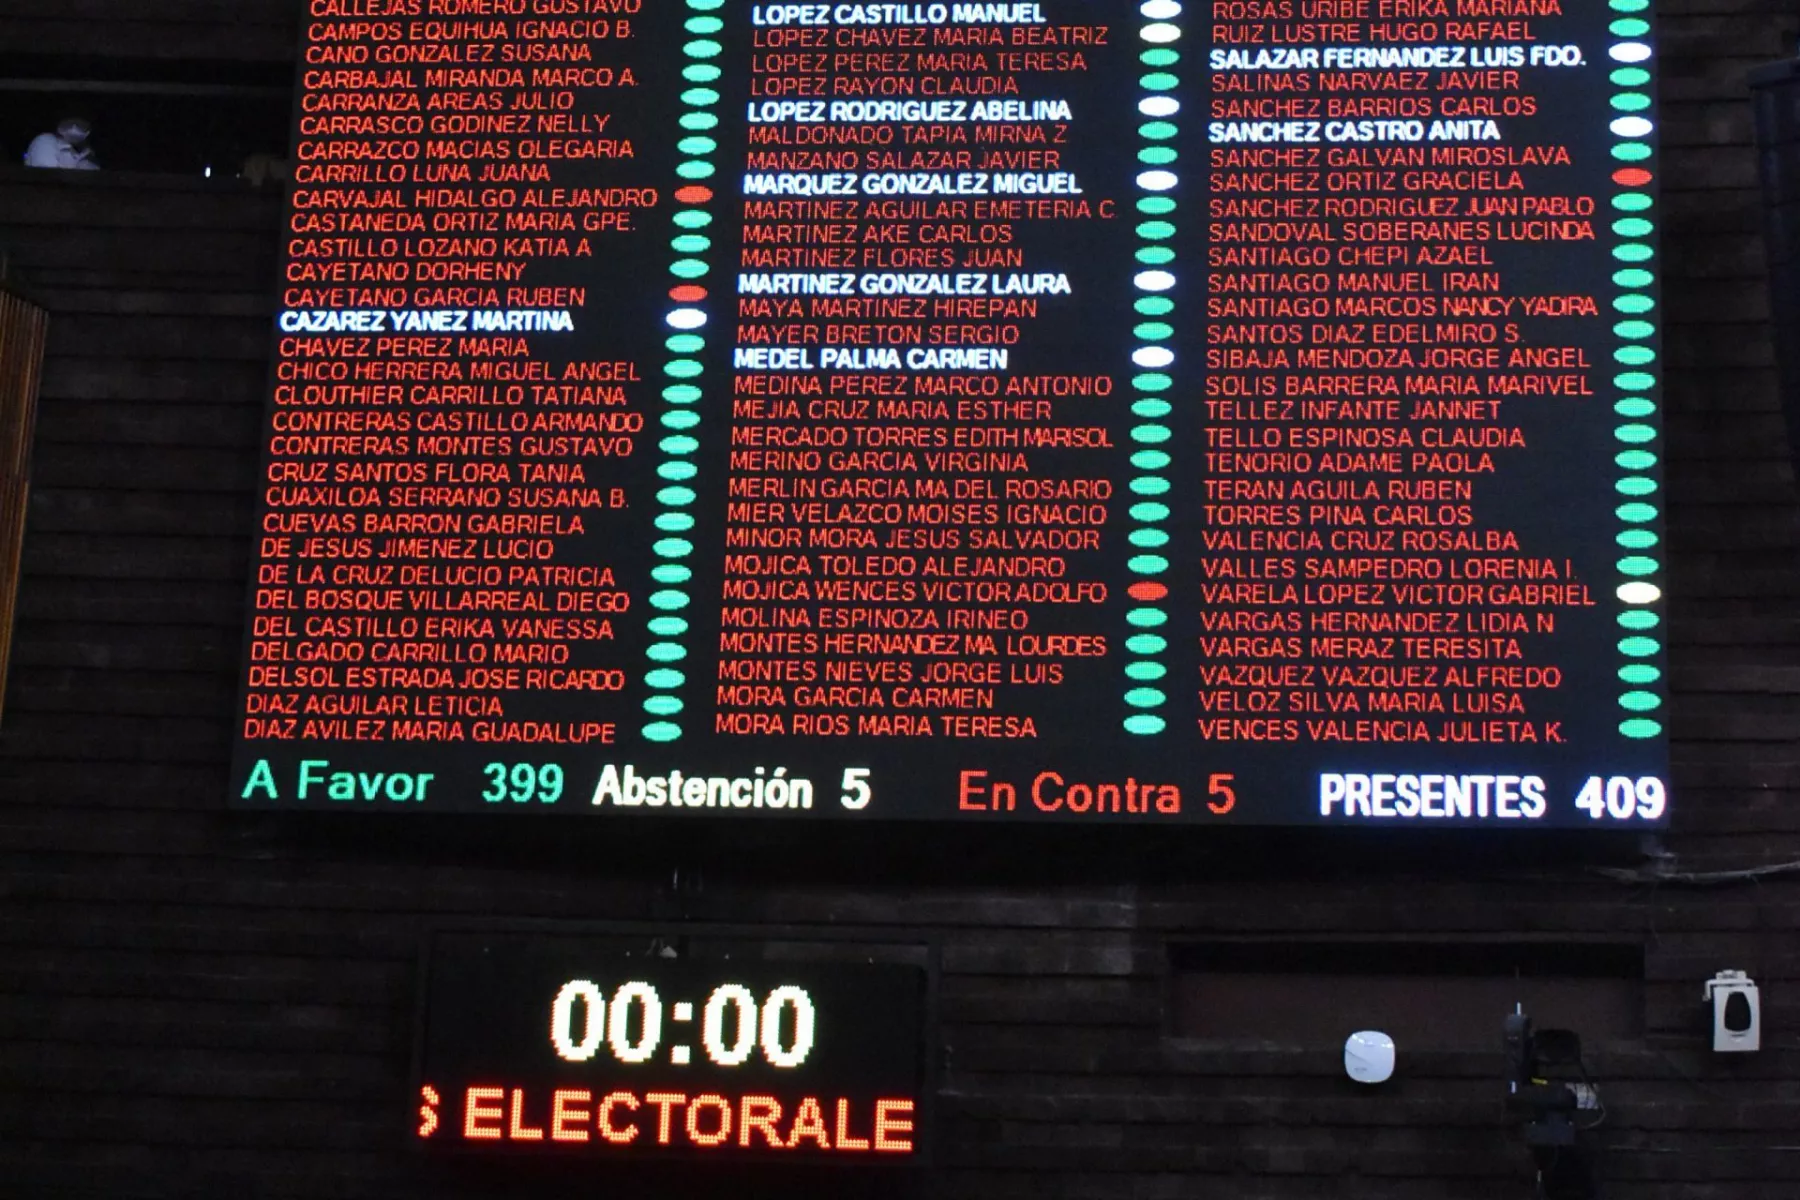 CALLEJAS ROMERO GUSTAVO
CAMPOS EQUIHUA IGNACIO B.
CANO GONZALEZ SUSANA
CARBAJAL MIRANDA MARCO A.
CARRANZA AREAS JULIO
CARRASCO GODINEZ NELLY
CARRAZCO MACIAS OLEGARIA
CARRILLO LUNA JUANA
CARVAJAL HIDALGO ALEJANDRO
CASTANEDA ORTIZ MARIA GPE.
CASTILLO LOZANO KATIA A
CAYETANO DORHENY
CAYETANO GARCIA RUBEN
CAZAREZ YANEZ MARTINA
CHAVEZ PEREZ MARIA
CHICO HERRERA MIGUEL ANGEL
CLOUTHIER CARRILLO TATIANA
CONTRERAS CASTILLO ARMANDO
CONTRERAS MONTES GUSTAVO
CRUZ SANTOS FLORA TANIA
CUAXILOA SERRANO SUSANA B.
CUEVAS BARRON GABRIELA
DE JESUS JIMENEZ LUCIO
DE LA CRUZ DELUCIO PATRICIA
DEL BOSQUE VILLARREAL DIEGO
DEL CASTILLO ERIKA VANESSA
DELGADO CARRILLO MARIO
DELSOL ESTRADA JOSE RICARDO
DIAZ AGUILAR LETICIA
DIAZ AVILEZ MARIA GUADALUPE
LOPEZ CASTILLO MANUEL
LOPEZ CHAVEZ MARIA BEATRIZ
LOPEZ PEREZ MARIA TERESA
LOPEZ RAYON CLAUDIA
LOPEZ RODRIGUEZ ABELINA
MALDONADO TAPIA MIRNA Z
MANZANO SALAZAR JAVIER
MARQUEZ GONZALEZ MIGUEL
MARTINEZ AGUILAR EMETERIA C.
MARTINEZ AKE CARLOS
MARTINEZ FLORES JUAN
MARTINEZ GONZALEZ LAURA
MAYA MARTINEZ HIREPAN
MAYER BRETON SERGIO
MEDEL PALMA CARMEN
MEDINA PEREZ MARCO ANTONIO
MEJIA CRUZ MARIA ESTHER
MERCADO TORRES EDITH MARISOL
MERINO GARCIA VIRGINIA
MERLIN GARCIA MA DEL ROSARIO
MIER VELAZCO MOISES IGNACIO
MINOR MORA JESUS SALVADOR
MOJICA TOLEDO ALEJANDRO
MOJICA WENCES VICTOR ADOLFO
MOLINA ESPINOZA IRINEO
MONTES HERNANDEZ MA. LOURDES
MONTES NIEVES JORGE LUIS
MORA GARCIA CARMEN
MORA RIOS MARIA TERESA
ROSAS URIBE ERIKA MARIANA
RUIZ LUSTRE HUGO RAFAEL
SALAZAR FERNANDEZ LUIS FDO.
SALINAS NARVAEZ JAVIER
SANCHEZ BARRIOS CARLOS
SANCHEZ CASTRO ANITA
SANCHEZ GALVAN MIROSLAVA
SANCHEZ ORTIZ GRACIELA
SANCHEZ RODRIGUEZ JUAN PABLO
SANDOVAL SOBERANES LUCINDA
SANTIAGO CHEPI AZAEL
SANTIAGO MANUEL IRAN
SANTIAGO MARCOS NANCY YADIRA
SANTOS DIAZ EDELMIRO S.
SIBAJA MENDOZA JORGE ANGEL
SOLIS BARRERA MARIA MARIVEL
TELLEZ INFANTE JANNET
TELLO ESPINOSA CLAUDIA
TENORIO ADAME PAOLA
TERAN AGUILA RUBEN
TORRES PINA CARLOS
VALENCIA CRUZ ROSALBA
VALLES SAMPEDRO LORENIA I.
VARELA LOPEZ VICTOR GABRIEL
VARGAS HERNANDEZ LIDIA N
VARGAS MERAZ TERESITA
VAZQUEZ VAZQUEZ ALFREDO
VELOZ SILVA MARIA LUISA
VENCES VALENCIA JULIETA K.
A Favor 399 Abstención 5 En Contra 5 PRESENTES 409
00:00
S ELECTORALE